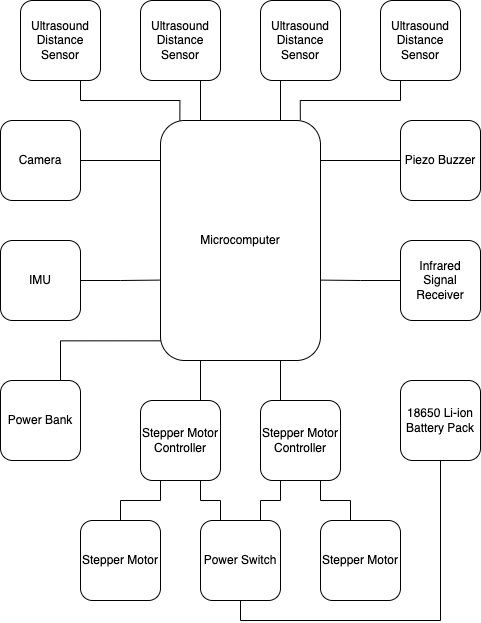 Ultrasound
Distance
Sensor
Ultrasound
Distance
Sensor
Ultrasound
Distance
Sensor
Ultrasound
Distance
Sensor
Camera
Piezo Buzzer
Microcomputer
IMU
Infrared
Signal
Receiver
Power Bank
Stepper Motor
Controller
Stepper Motor
Controller
18650 Li-ion
Battery Pack
Stepper Motor
Power Switch
Stepper Motor